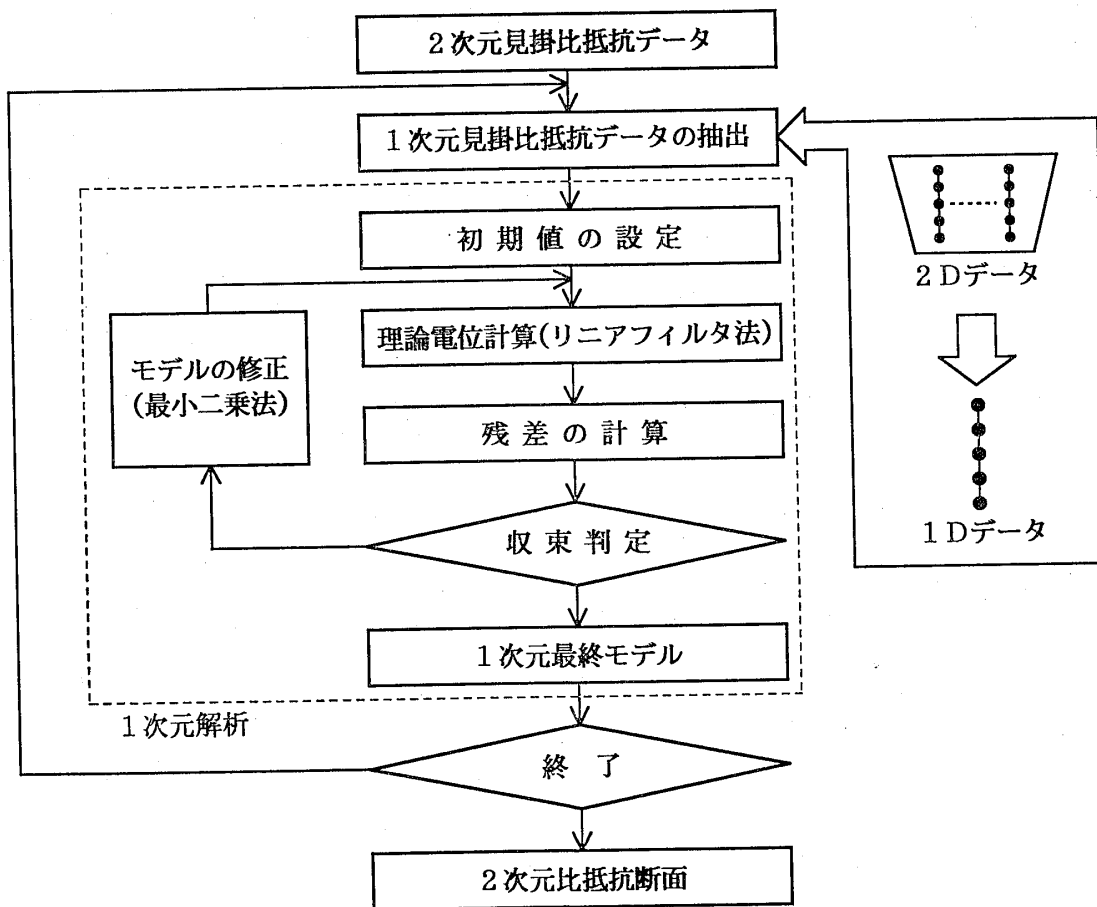 2次元見掛比抵抗データ
1次元見掛比抵抗データの抽出
初期値の設定
理論電位計算(リニアフィルタ法)
モデルの修正
(最小二乗法)
残差の計算
収束判定
1次元最終モデル
1次元解析
終了
2次元比抵抗断面
2Dデータ
1Dデータ